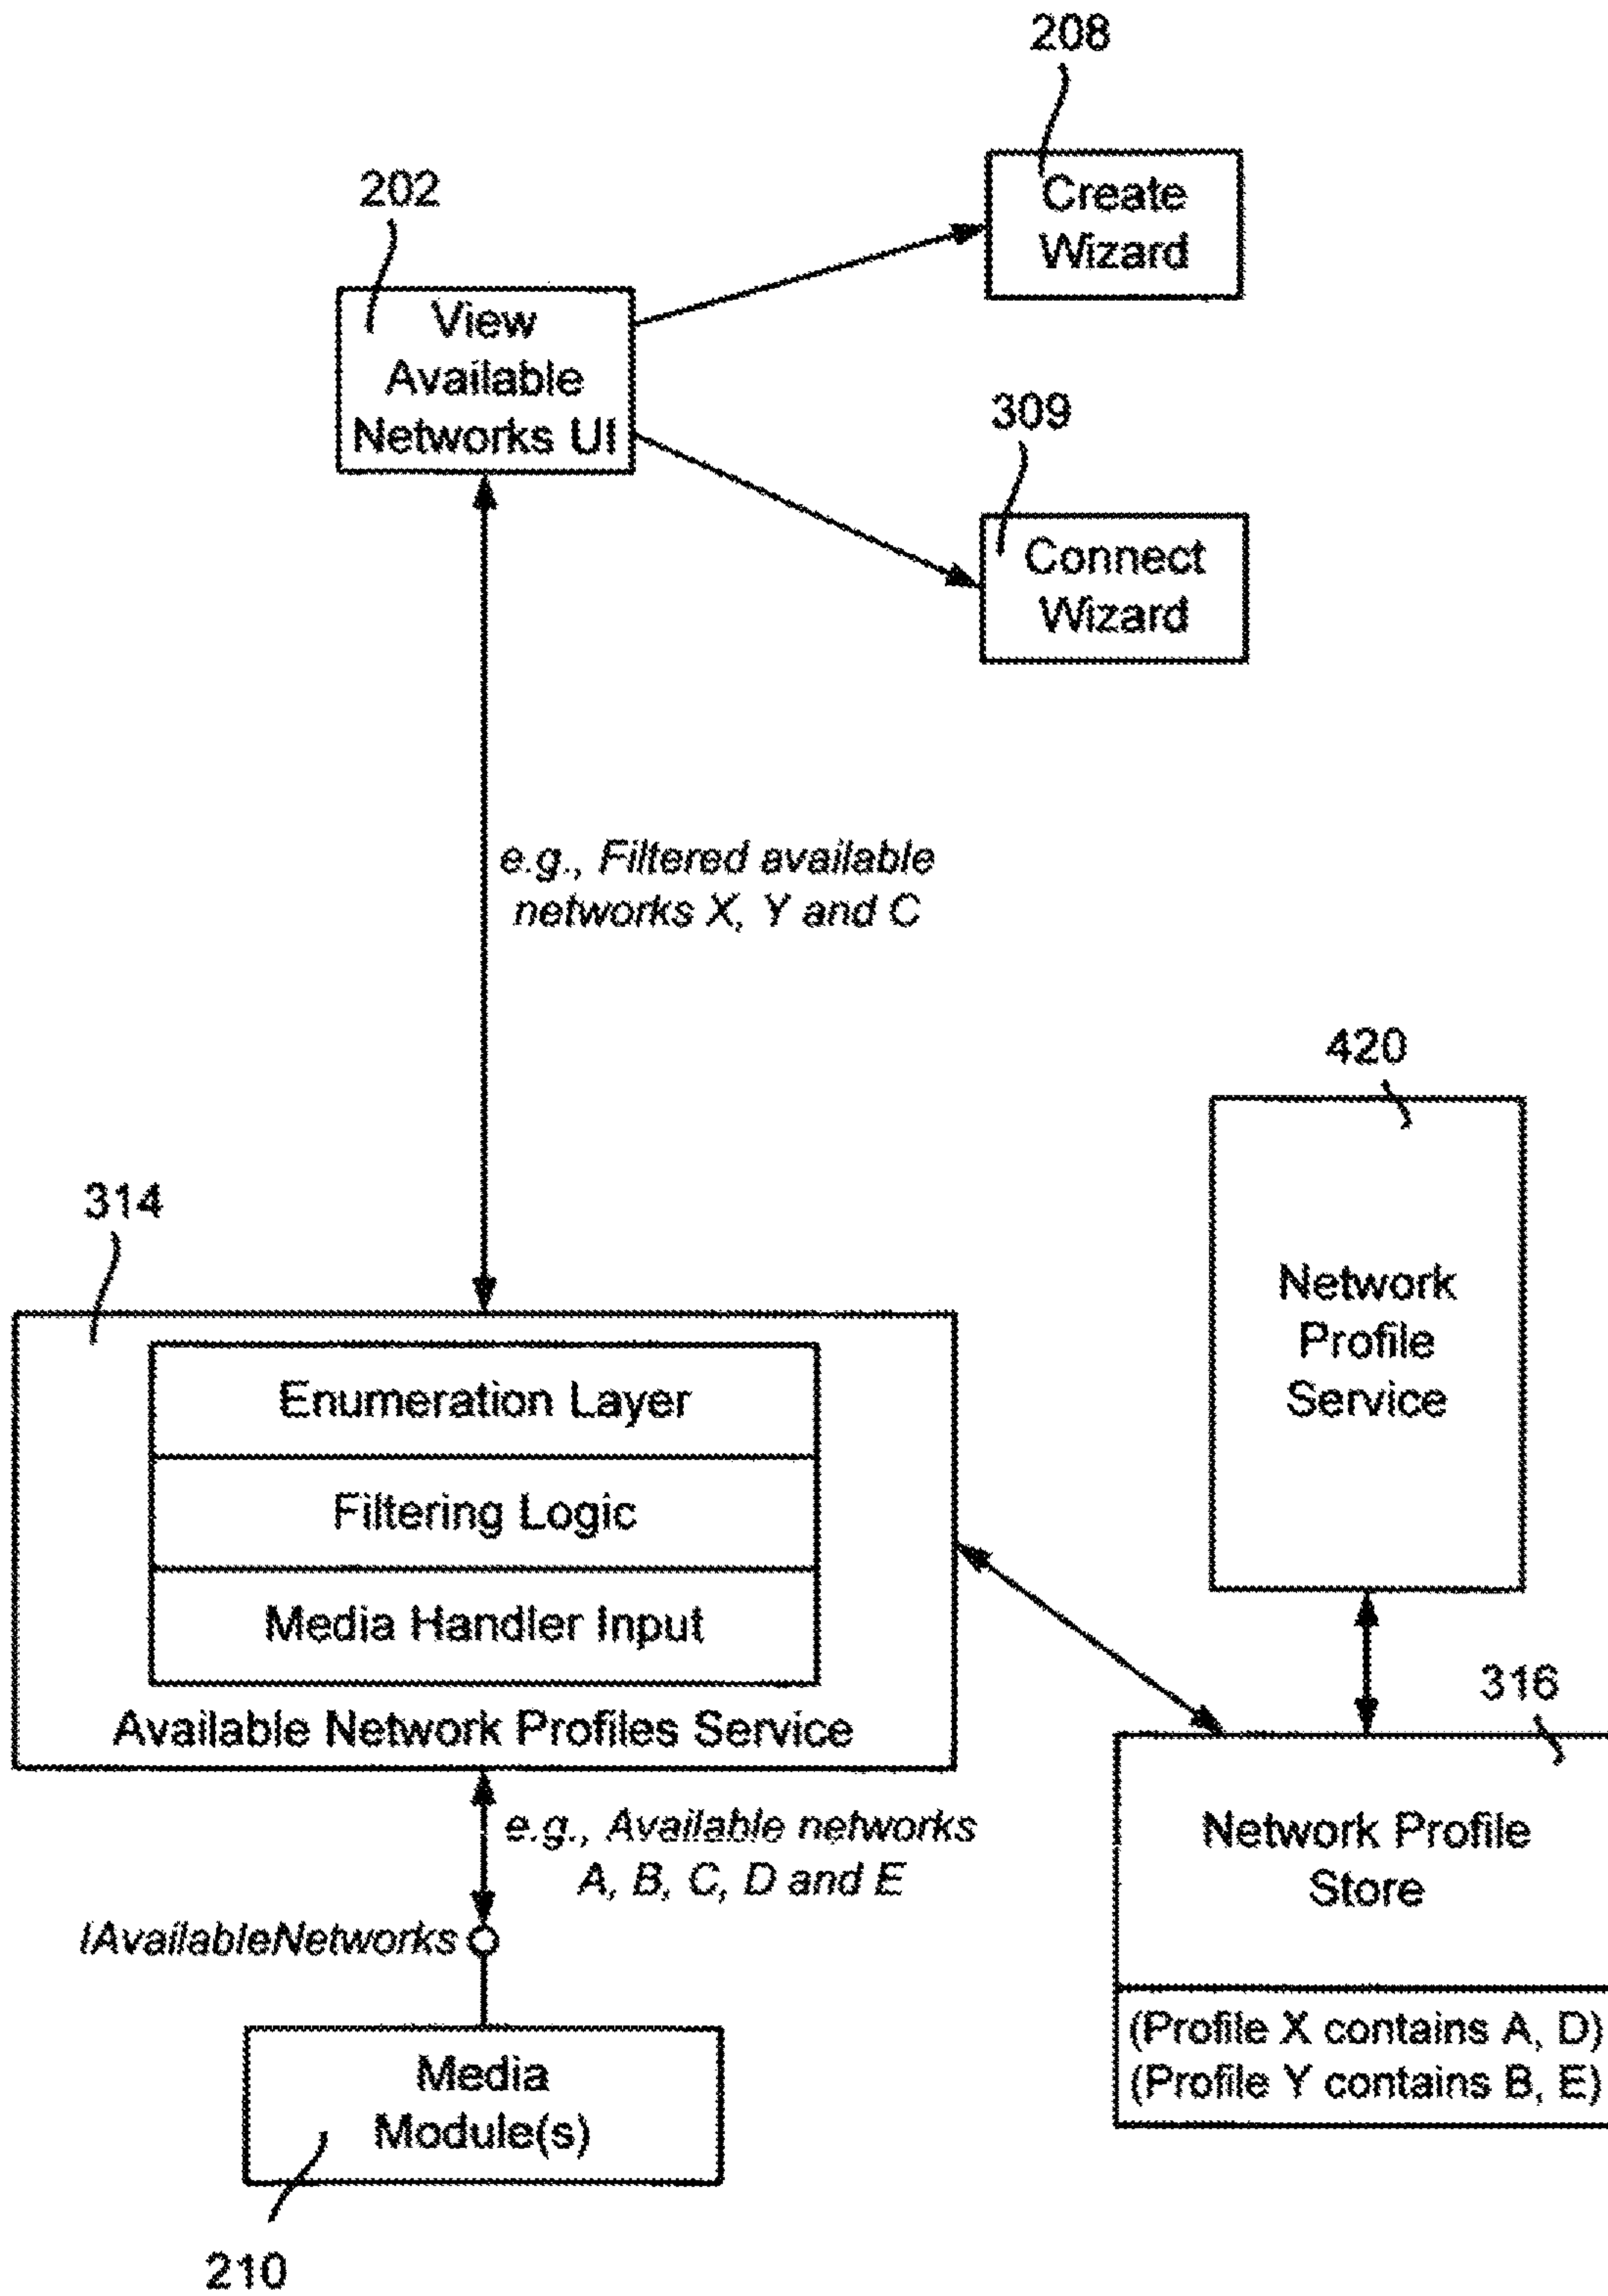 208
Create
Wizard
202
View
Available
Networks UI
309
Connect
Wizard
e.g., Filtered available
networks X, Y and C
420
Network
Profile
Service
314
Enumeration Layer
Filtering Logic
Media Handler Input
Available Network Profiles Service
316
Network Profile
Store
(Profile X contains A, D)
(Profile Y contains B, E)
e.g., Available networks
A, B, C, D and E
IAvailableNetworks
Media
Module(s)
210